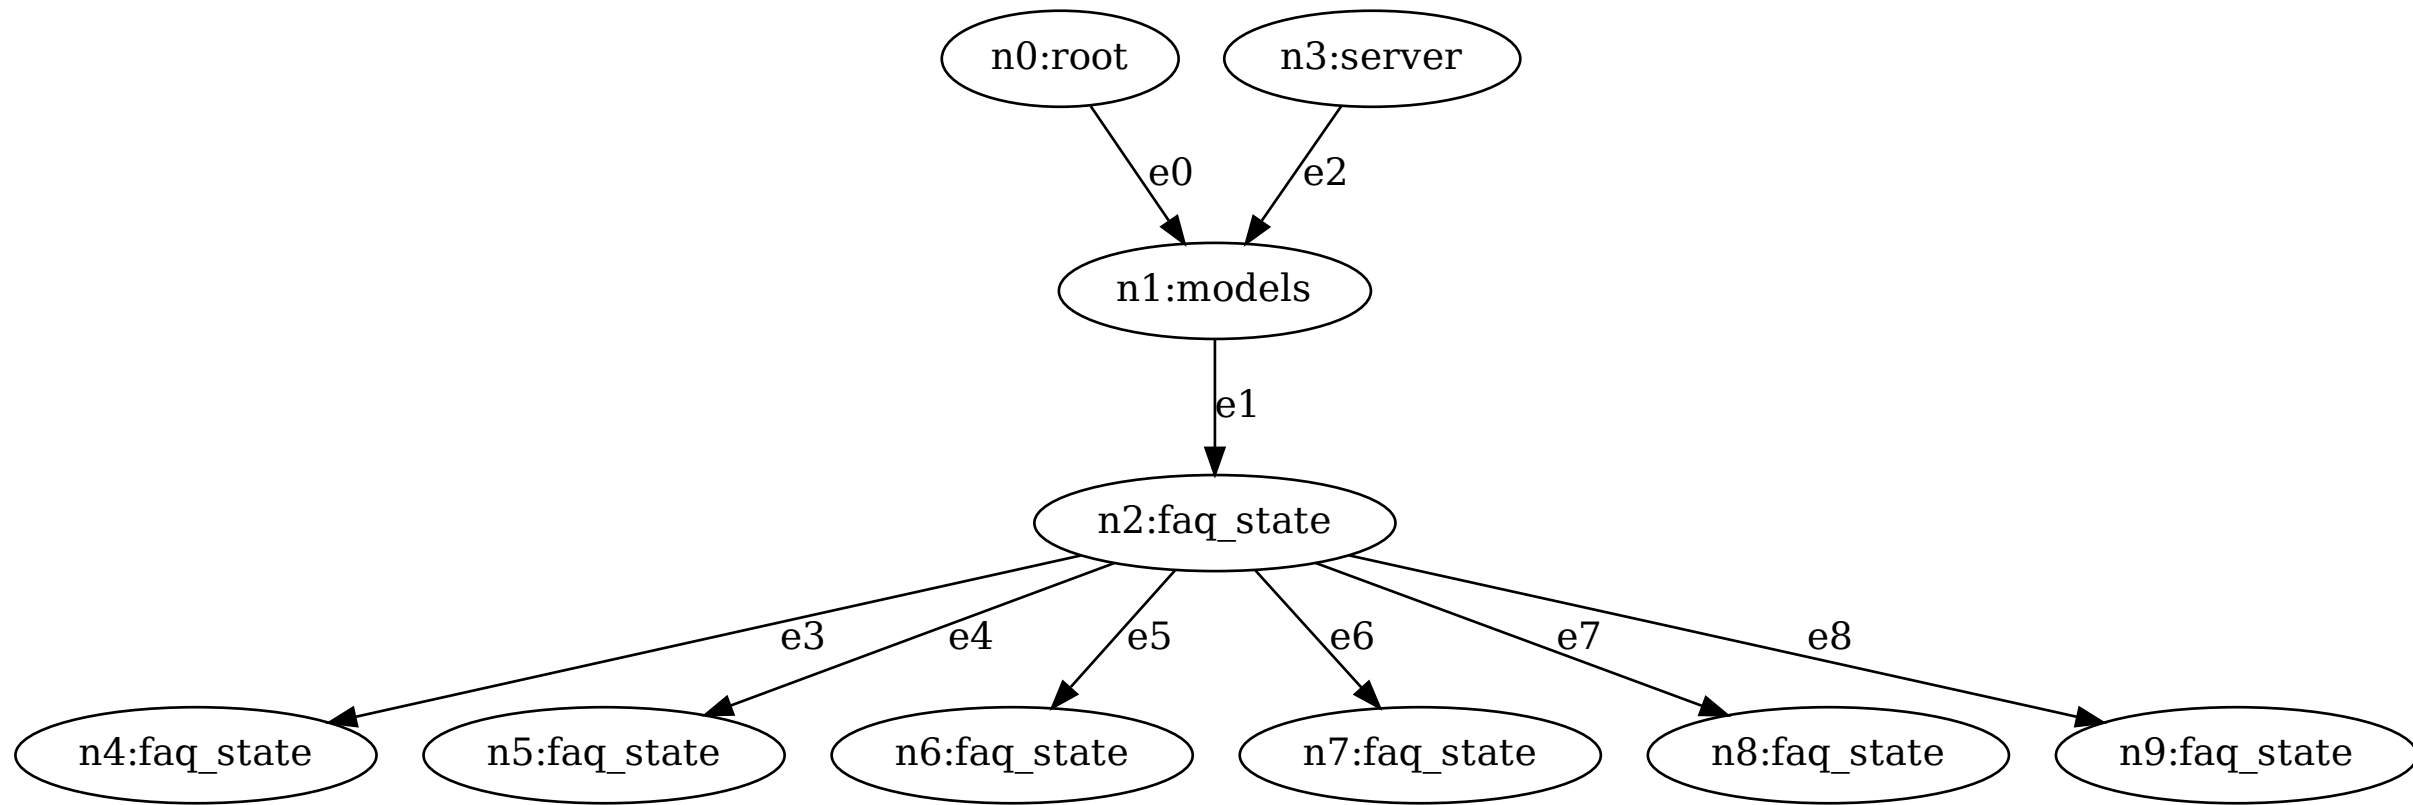 n0:root
n3:server
e0
e2
n1:models
e1
n2:faq_state
e3
e4
e5
e6
e7
e8
n4:faq_state
n5:faq_state
n6:faq_state
n7:faq_state
n8:faq_state
n9:faq_state